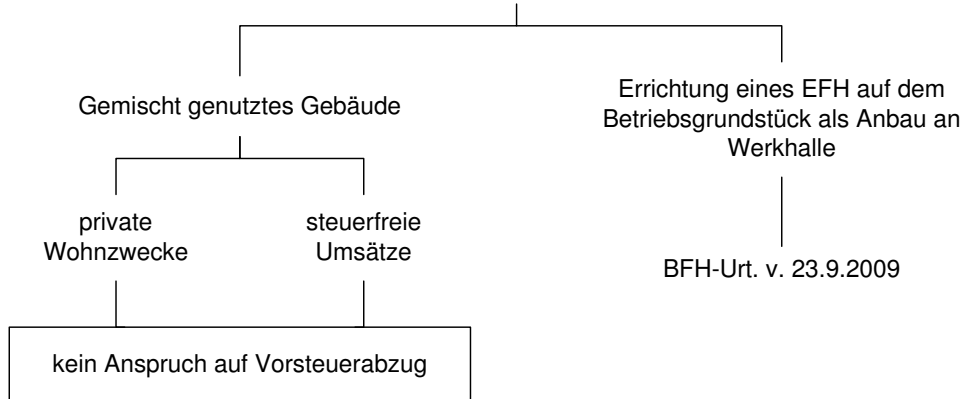 Gemischt genutztes Gebäude
Errichtung eines EFH auf dem
Betriebsgrundstück als Anbau an
Werkhalle
private
Wohnzwecke
steuerfreie
Umsätze
BFH-Urt. v. 23.9.2009
kein Anspruch auf Vorsteuerabzug